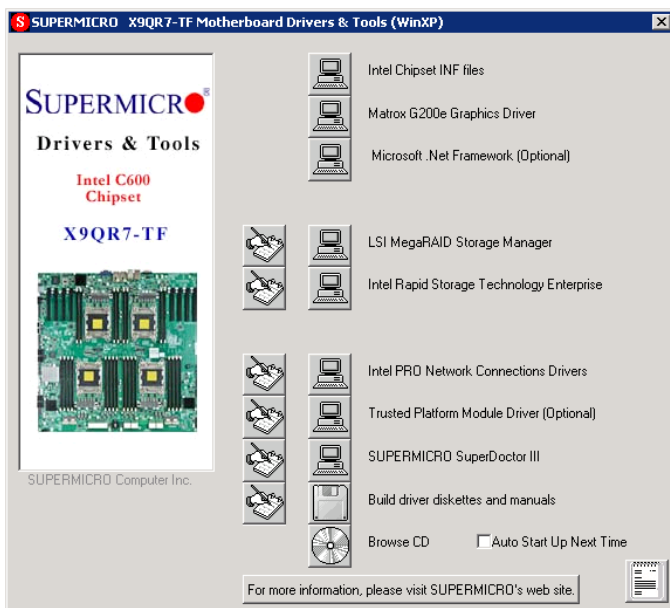 SUPERMICRO X9QR7-TF Motherboard Drivers & Tools (WinXP)
SUPERMICRO
Drivers & Tools
Intel C600
Chipset
X9QR7-TF
SUPERMICRO Computer Inc.
Intel Chipset INF files
Matrox G200e Graphics Driver
Microsoft .Net Framework (Optional)
LSI MegaRAID Storage Manager
Intel Rapid Storage Technology Enterprise
Intel PRO Network Connections Drivers
Trusted Platform Module Driver (Optional)
SUPERMICRO SuperDoctor III
Build driver diskettes and manuals
Browse CD
Auto Start Up Next Time
For more information, please visit SUPERMICRO's web site.